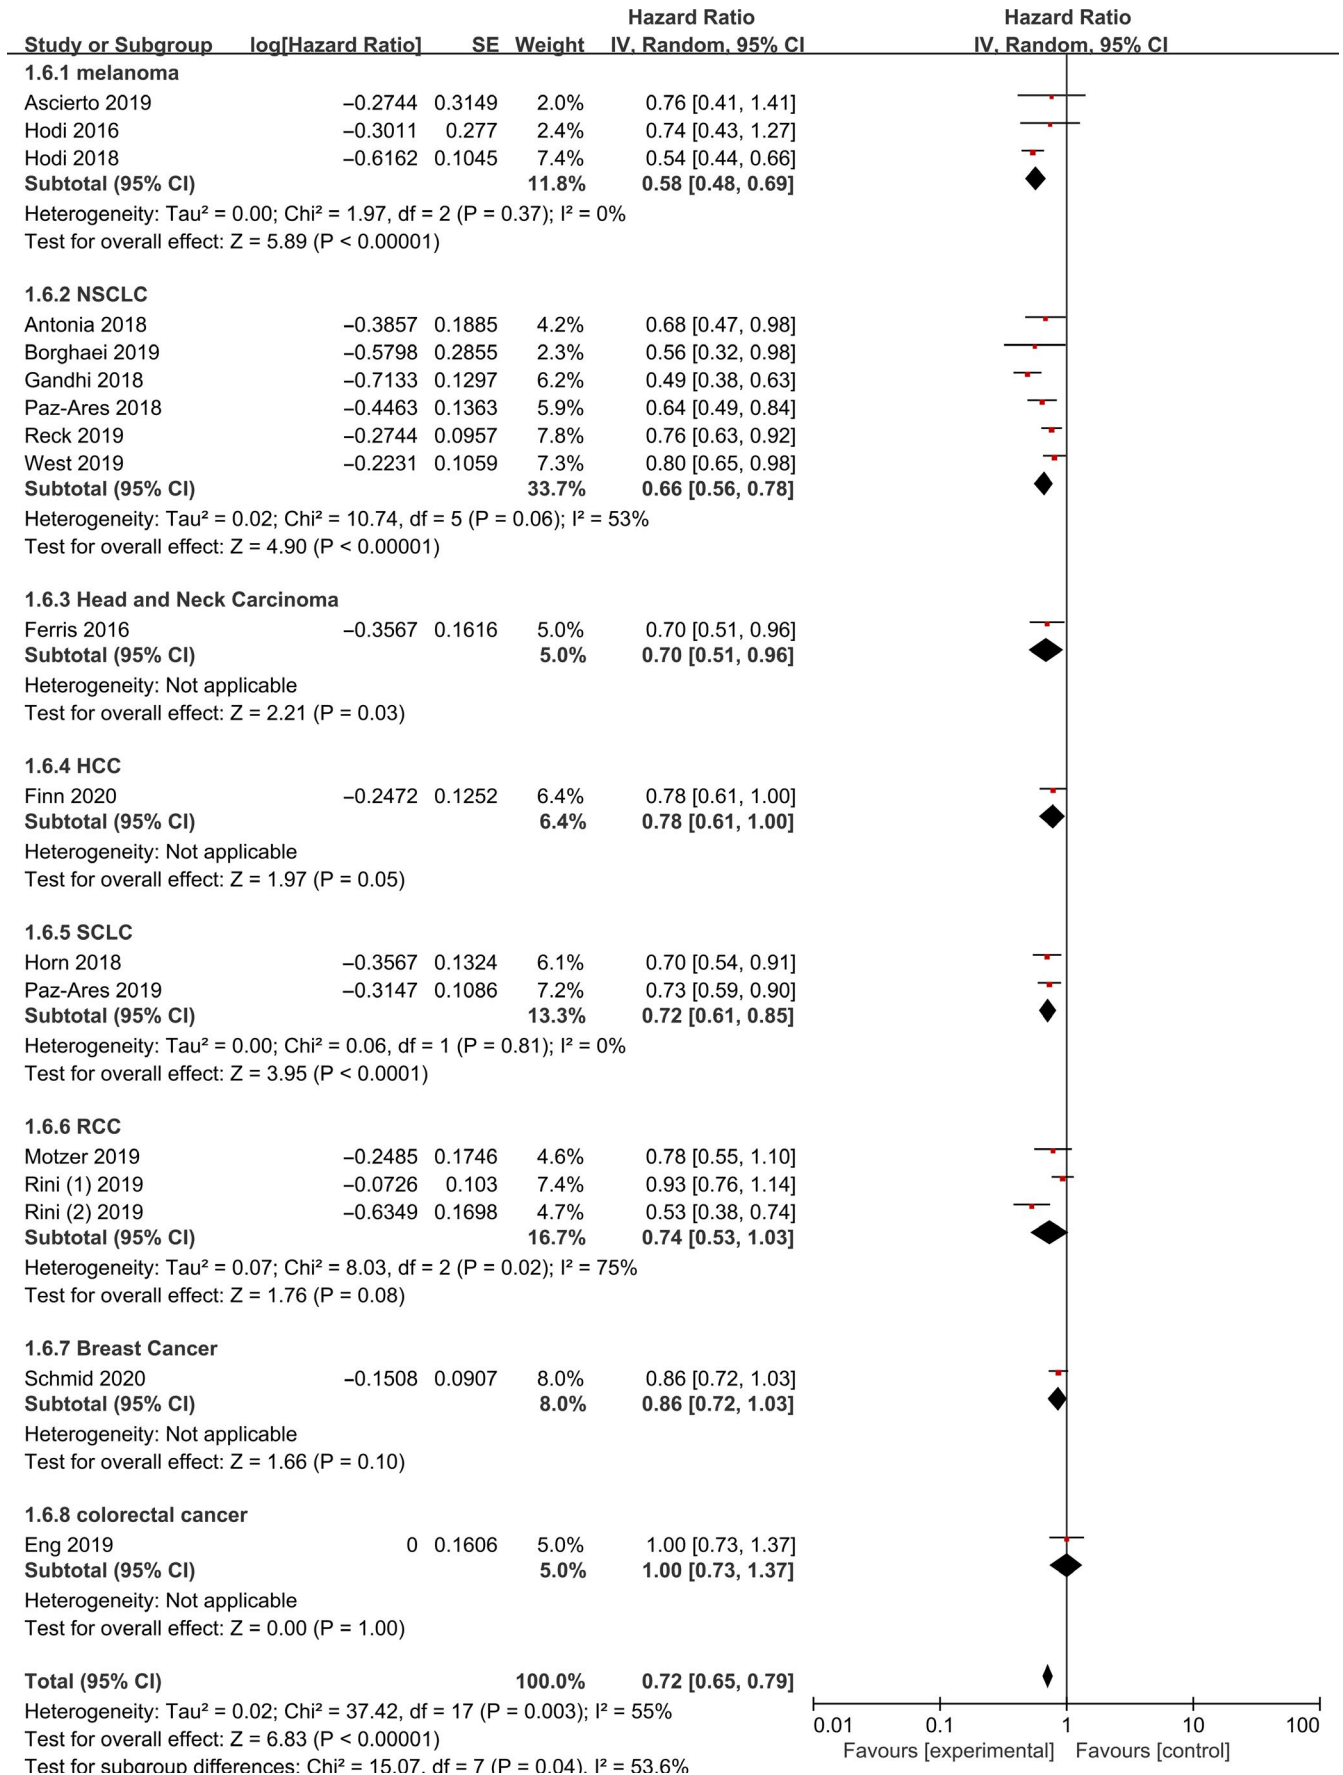 Hazard Ratio Hazard Ratio
Study or Subgroup log[Hazard Ratio] SE Weight IV, Random, 95% CI IV, Random, 95% CI
1.6.1 melanoma
Ascierto 2019 –0.2744 0.3149 2.0% 0.76 [0.41, 1.41]
Hodi 2016 –0.3011 0.277 2.4% 0.74 [0.43, 1.27]
Hodi 2018 –0.6162 0.1045 7.4% 0.54 [0.44, 0.66]
Subtotal (95% CI) 11.8% 0.58 [0.48, 0.69]
Heterogeneity: Tau² = 0.00; Chi² = 1.97, df = 2 (P = 0.37); I² = 0%
Test for overall effect: Z = 5.89 (P < 0.00001)
1.6.2 NSCLC
Antonia 2018 –0.3857 0.1885 4.2% 0.68 [0.47, 0.98]
Borghaei 2019 –0.5798 0.2855 2.3% 0.56 [0.32, 0.98]
Gandhi 2018 –0.7133 0.1297 6.2% 0.49 [0.38, 0.63]
Paz-Ares 2018 –0.4463 0.1363 5.9% 0.64 [0.49, 0.84]
Reck 2019 –0.2744 0.0957 7.8% 0.76 [0.63, 0.92]
West 2019 –0.2231 0.1059 7.3% 0.80 [0.65, 0.98]
Subtotal (95% CI) 33.7% 0.66 [0.56, 0.78]
Heterogeneity: Tau² = 0.02; Chi² = 10.74, df = 5 (P = 0.06); I² = 53%
Test for overall effect: Z = 4.90 (P < 0.00001)
1.6.3 Head and Neck Carcinoma
Ferris 2016 –0.3567 0.1616 5.0% 0.70 [0.51, 0.96]
Subtotal (95% CI) 5.0% 0.70 [0.51, 0.96]
Heterogeneity: Not applicable
Test for overall effect: Z = 2.21 (P = 0.03)
1.6.4 HCC
Finn 2020 –0.2472 0.1252 6.4% 0.78 [0.61, 1.00]
Subtotal (95% CI) 6.4% 0.78 [0.61, 1.00]
Heterogeneity: Not applicable
Test for overall effect: Z = 1.97 (P = 0.05)
1.6.5 SCLC
Horn 2018 –0.3567 0.1324 6.1% 0.70 [0.54, 0.91]
Paz-Ares 2019 –0.3147 0.1086 7.2% 0.73 [0.59, 0.90]
Subtotal (95% CI) 13.3% 0.72 [0.61, 0.85]
Heterogeneity: Tau² = 0.00; Chi² = 0.06, df = 1 (P = 0.81); I² = 0%
Test for overall effect: Z = 3.95 (P < 0.0001)
1.6.6 RCC
Motzer 2019 –0.2485 0.1746 4.6% 0.78 [0.55, 1.10]
Rini (1) 2019 –0.0726 0.103 7.4% 0.93 [0.76, 1.14]
Rini (2) 2019 –0.6349 0.1698 4.7% 0.53 [0.38, 0.74]
Subtotal (95% CI) 16.7% 0.74 [0.53, 1.03]
Heterogeneity: Tau² = 0.07; Chi² = 8.03, df = 2 (P = 0.02); I² = 75%
Test for overall effect: Z = 1.76 (P = 0.08)
1.6.7 Breast Cancer
Schmid 2020 –0.1508 0.0907 8.0% 0.86 [0.72, 1.03]
Subtotal (95% CI) 8.0% 0.86 [0.72, 1.03]
Heterogeneity: Not applicable
Test for overall effect: Z = 1.66 (P = 0.10)
1.6.8 colorectal cancer
Eng 2019 0 0.1606 5.0% 1.00 [0.73, 1.37]
Subtotal (95% CI) 5.0% 1.00 [0.73, 1.37]
Heterogeneity: Not applicable
Test for overall effect: Z = 0.00 (P = 1.00)
Total (95% CI) 100.0% 0.72 [0.65, 0.79]
Heterogeneity: Tau² = 0.02; Chi² = 37.42, df = 17 (P = 0.003); I² = 55%
Test for overall effect: Z = 6.83 (P < 0.00001)
Test for subgroup differences: Chi² = 15.07, df = 7 (P = 0.04), I² = 53.6%
0.01 0.1 1 10 100
Favours [experimental] Favours [control]